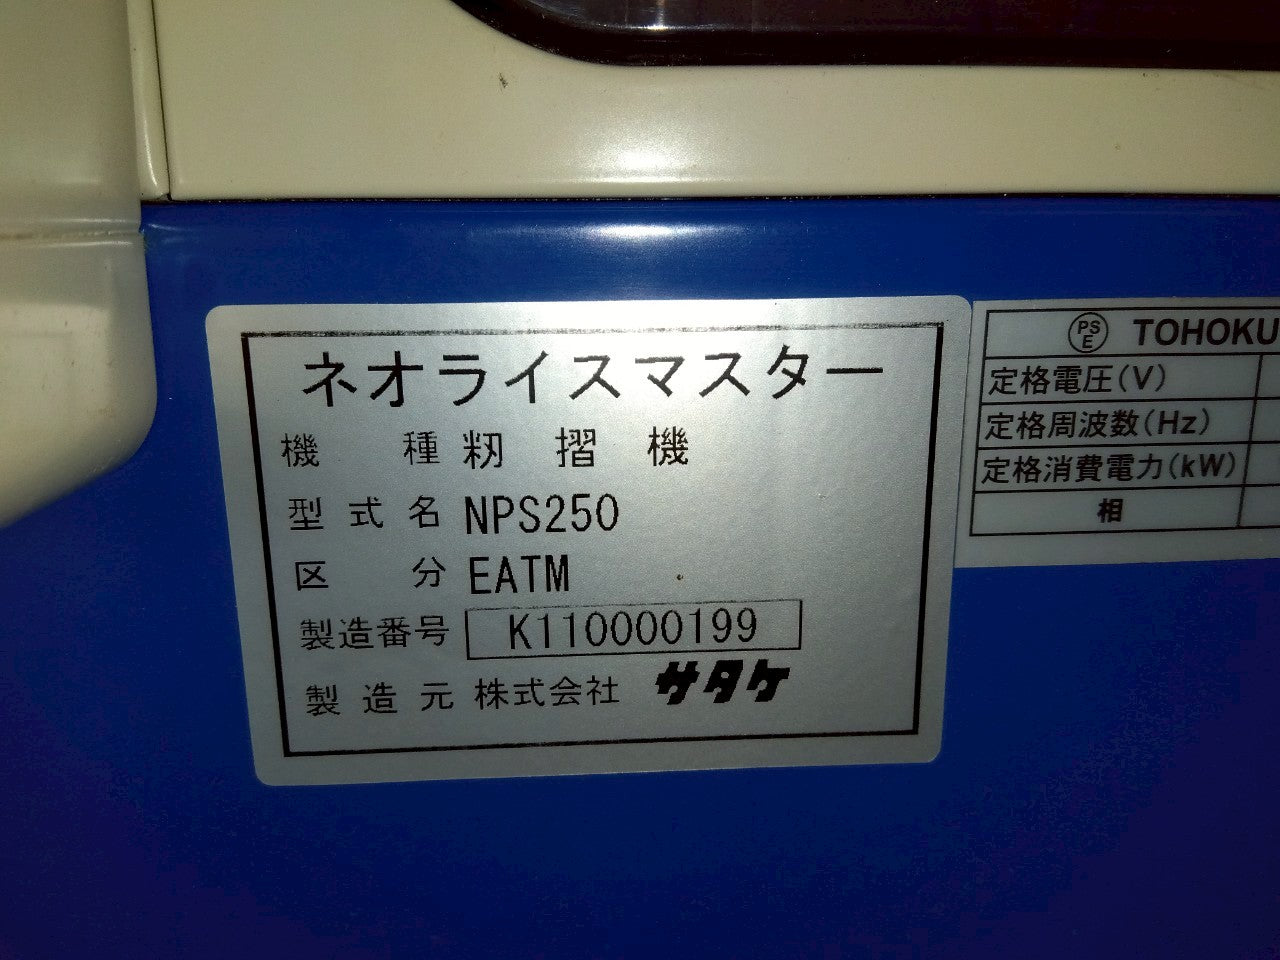 ネオライスマスター
機種 籾摺機
型式名 NPS250
区分 EATM
製造番号 K110000199
製造元 株式会社 サタケ
PSE TOHOKU
定格電圧(V)
定格周波数(Hz)
定格消費電力(kW)
相